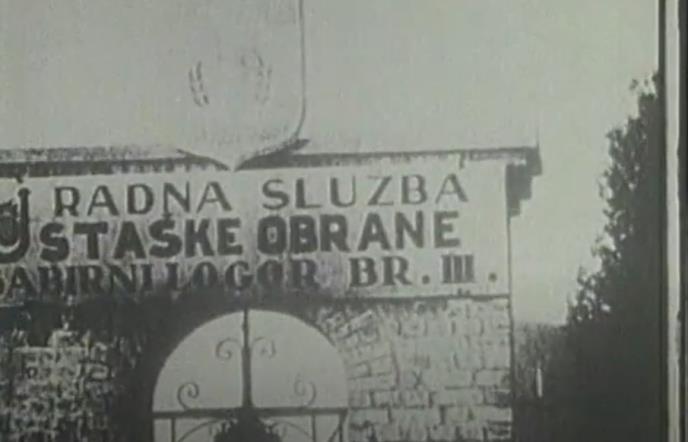 RADNA SLUZBA
USTAŠKE OBRANE
SABIRNI LOGOR BR. III.